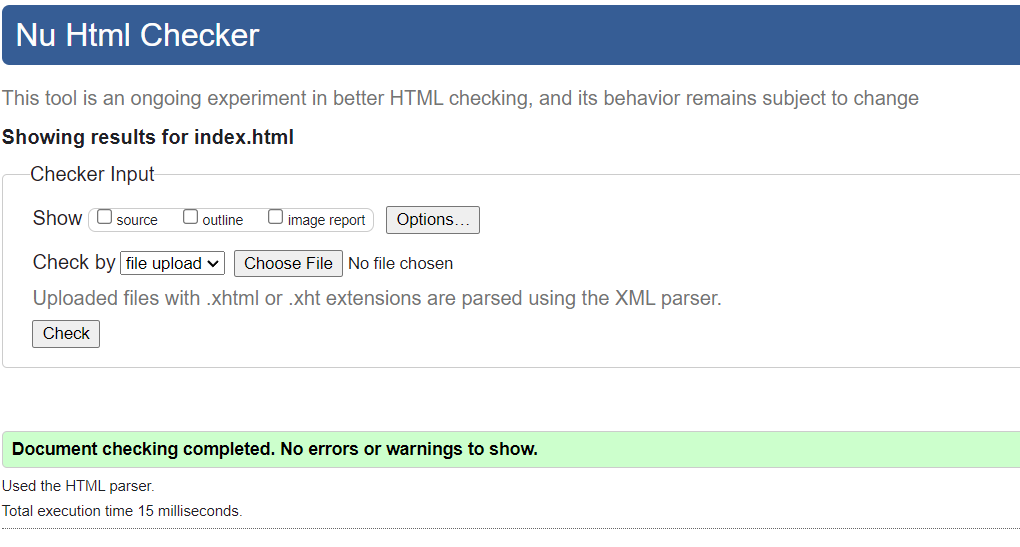 Nu Html Checker
This tool is an ongoing experiment in better HTML checking, and its behavior remains subject to change
Showing results for index.html
Checker Input
Show source outline image report Options...
Check by file upload Choose File No file chosen
Uploaded files with .xhtml or .xht extensions are parsed using the XML parser.
Check
Document checking completed. No errors or warnings to show.
Used the HTML parser.
Total execution time 15 milliseconds.